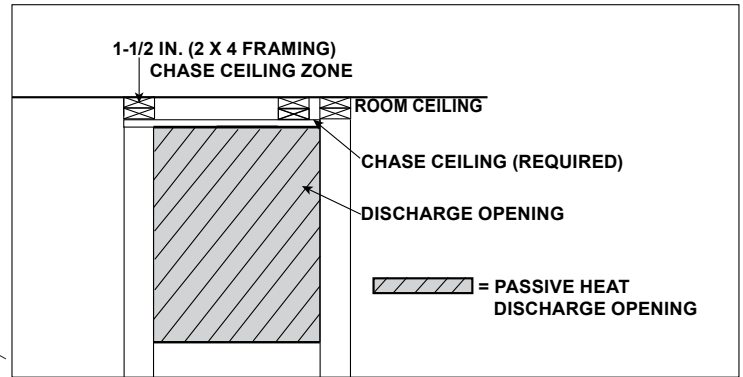 1-1/2 IN. (2 X 4 FRAMING)
CHASE CEILING ZONE
ROOM CEILING
CHASE CEILING (REQUIRED)
DISCHARGE OPENING
= PASSIVE HEAT
DISCHARGE OPENING